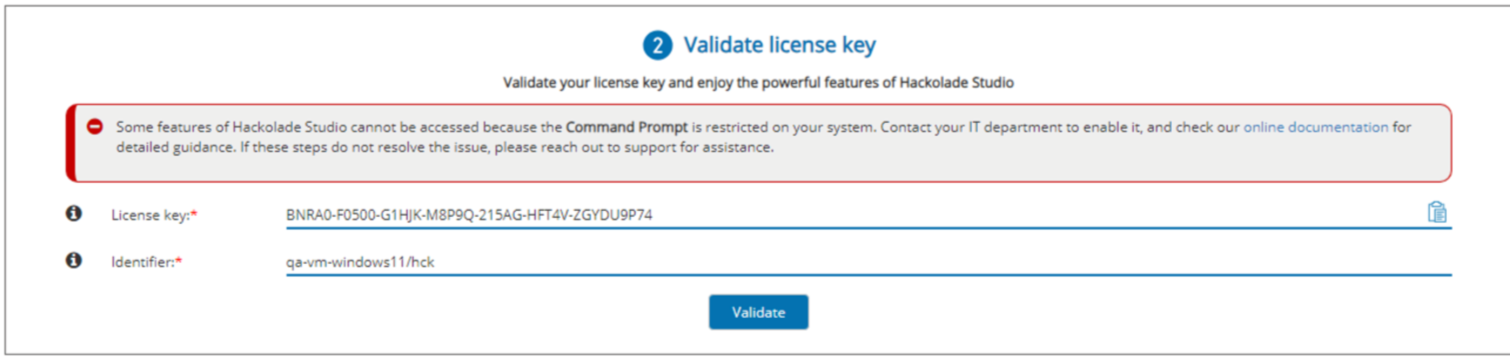 2 Validate license key
Validate your license key and enjoy the powerful features of Hackolade Studio
Some features of Hackolade Studio cannot be accessed because the Command Prompt is restricted on your system. Contact your IT department to enable it, and check our online documentation for
detailed guidance. If these steps do not resolve the issue, please reach out to support for assistance.
License key:* BNRA0-F0500-G1HJK-M8P9Q-215AG-HFT4V-ZGYDU9P74
Identifier:* qa-vm-windows11/hck
Validate